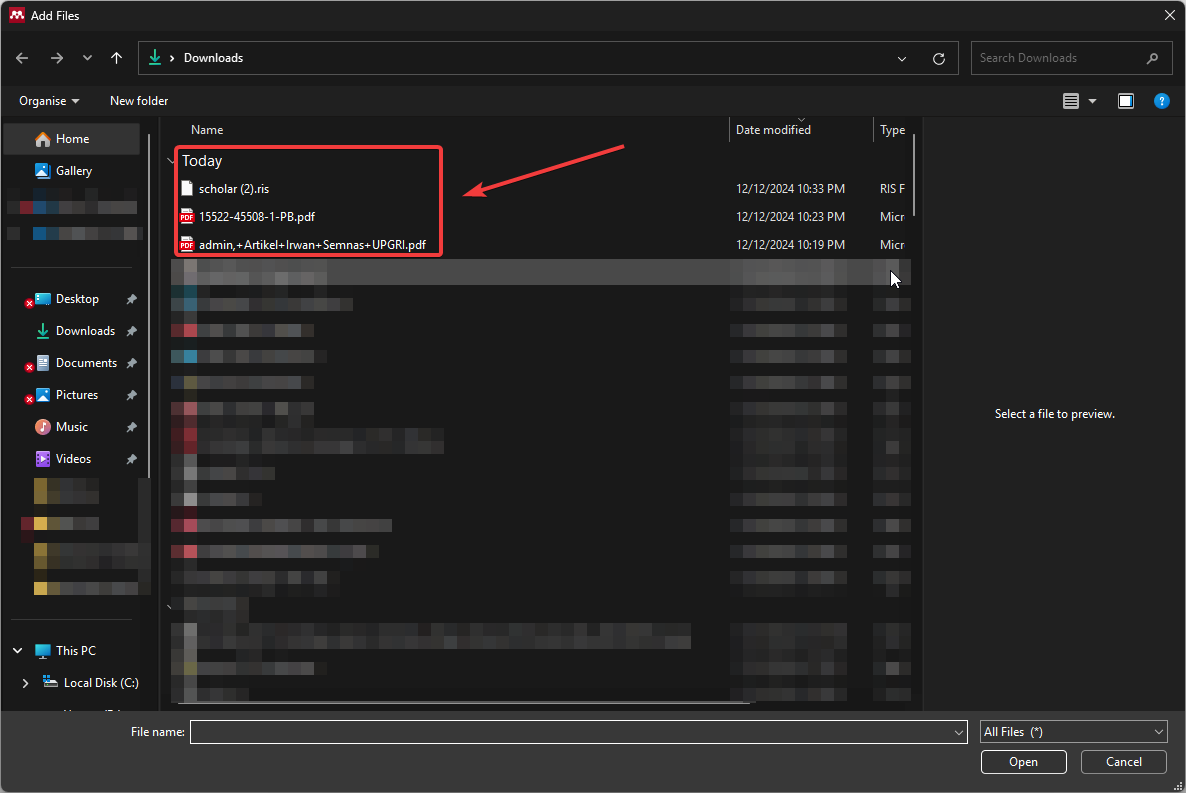 Add Files
Downloads
Search Downloads
Organise
New folder
Name
Date modified
Type
Home
Gallery
Today
scholar (2).ris 12/12/2024 10:33 PM RIS F
15522-45508-1-PB.pdf 12/12/2024 10:23 PM Micr
admin,+Artikel+Irwan+Semnas+UPGRI.pdf 12/12/2024 10:19 PM Micr
Desktop
Downloads
Documents
Pictures
Music
Videos
Select a file to preview.
This PC
Local Disk (C:)
File name:
All Files (*)
Open
Cancel